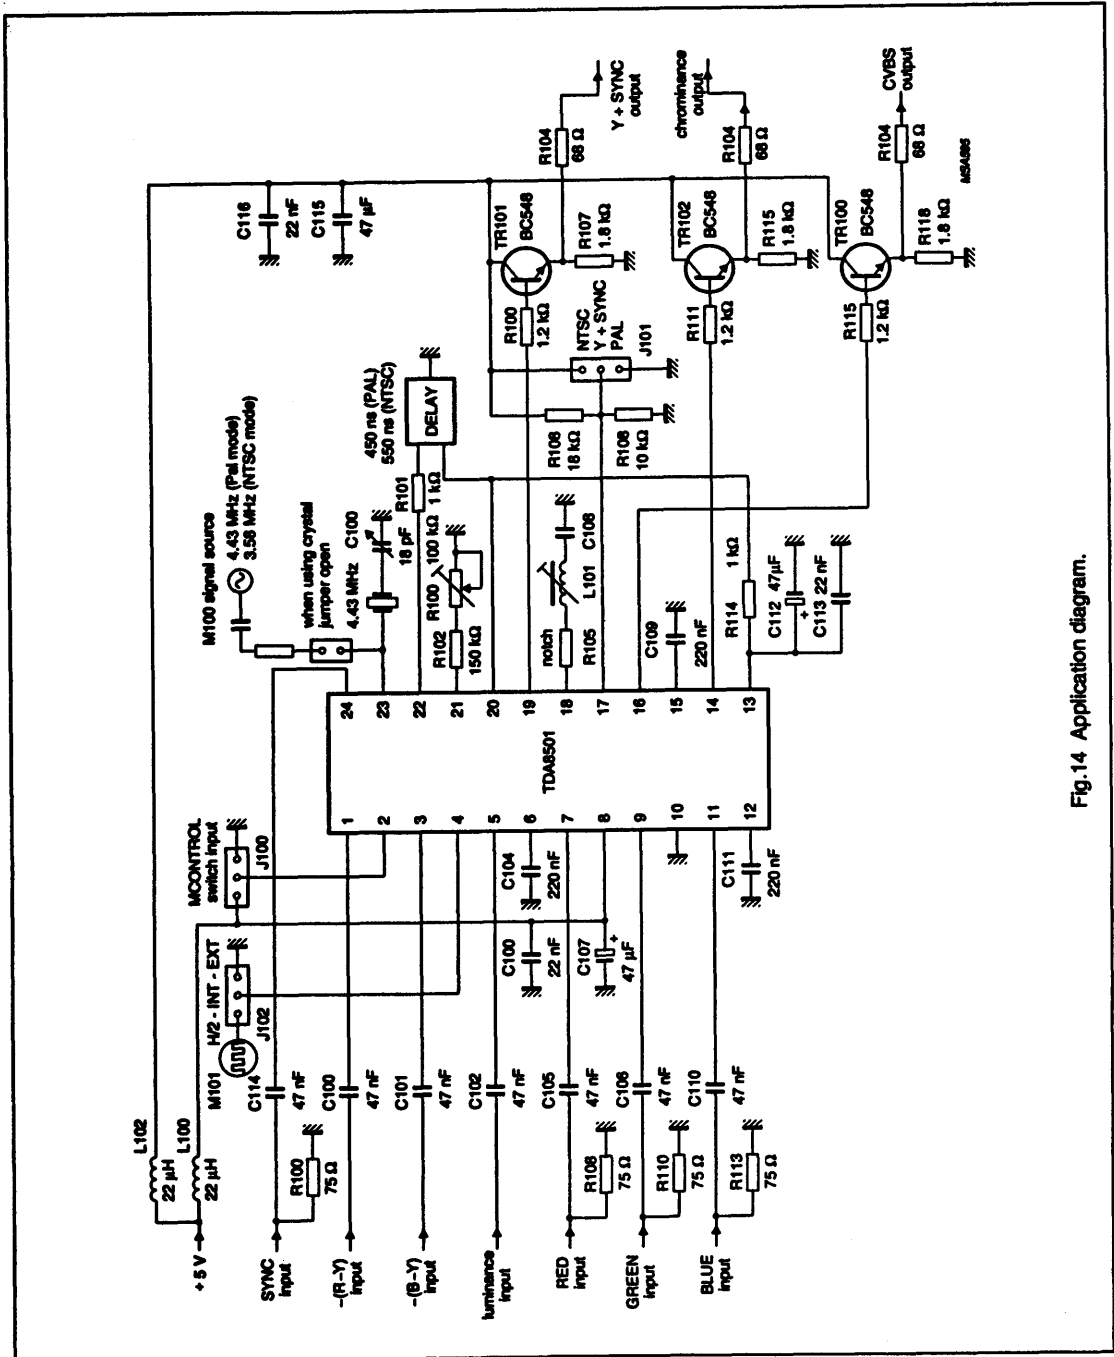 + 5 V
L102
22 µH
L100
22 µH
SYNC
input
R100
75 Ω
C114
47 nF
M101
H/2 - INT - EXT
J102
MCONTROL
switch input
J100
–(R–Y)
input
C100
47 nF
–(B–Y)
input
C101
47 nF
luminance
input
C102
47 nF
RED
input
R108
75 Ω
C105
47 nF
GREEN
input
R110
75 Ω
C106
47 nF
BLUE
input
R113
75 Ω
C110
47 nF
C104
220 nF
C100
22 nF
C107
47 µF
+
C111
220 nF
1
2
3
4
5
6
7
8
9
10
11
12
TDA8501
24
23
22
21
20
19
18
17
16
15
14
13
M100 signal source
4.43 MHz (Pal mode)
3.58 MHz (NTSC mode)
when using crystal
jumper open
4.43 MHz
C100
18 pF
R102
150 kΩ
R100
100 kΩ
R101
1 kΩ
450 ns (PAL)
550 ns (NTSC)
DELAY
C116
22 nF
C115
47 µF
notch
R105
L101
C108
R108
18 kΩ
R108
10 kΩ
NTSC
Y + SYNC
PAL
J101
C109
220 nF
R114
1 kΩ
C112
47µF
+
C113
22 nF
R100
1.2 kΩ
TR101
BC548
R107
1.8 kΩ
R104
68 Ω
Y + SYNC
output
R111
1.2 kΩ
TR102
BC548
R115
1.8 kΩ
R104
68 Ω
chrominance
output
R115
1.2 kΩ
TR100
BC548
R118
1.8 kΩ
R104
68 Ω
CVBS
output
Fig.14 Application diagram.